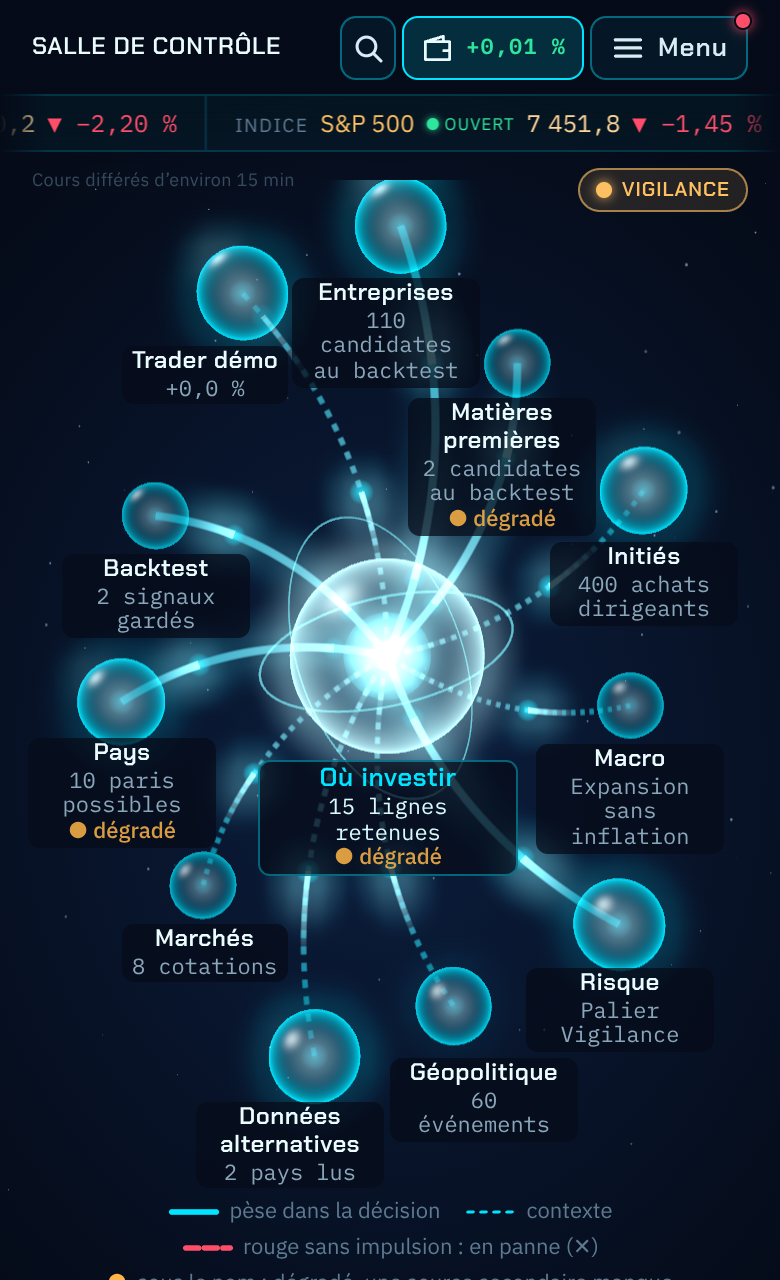 SALLE DE CONTRÔLE
+0,01 %
Menu
,2 ▼ −2,20 %
INDICE S&P 500 ● OUVERT 7 451,8 ▼ −1,45 %
Cours différés d’environ 15 min
VIGILANCE
Entreprises
110
candidates
au backtest
Trader démo
+0,0 %
Matières
premières
2 candidates
au backtest
dégradé
Initiés
400 achats
dirigeants
Backtest
2 signaux
gardés
Pays
10 paris
possibles
dégradé
Macro
Expansion
sans
inflation
Où investir
15 lignes
retenues
dégradé
Marchés
8 cotations
Risque
Palier
Vigilance
Géopolitique
60
événements
Données
alternatives
2 pays lus
pèse dans la décision
contexte
rouge sans impulsion : en panne (✕)